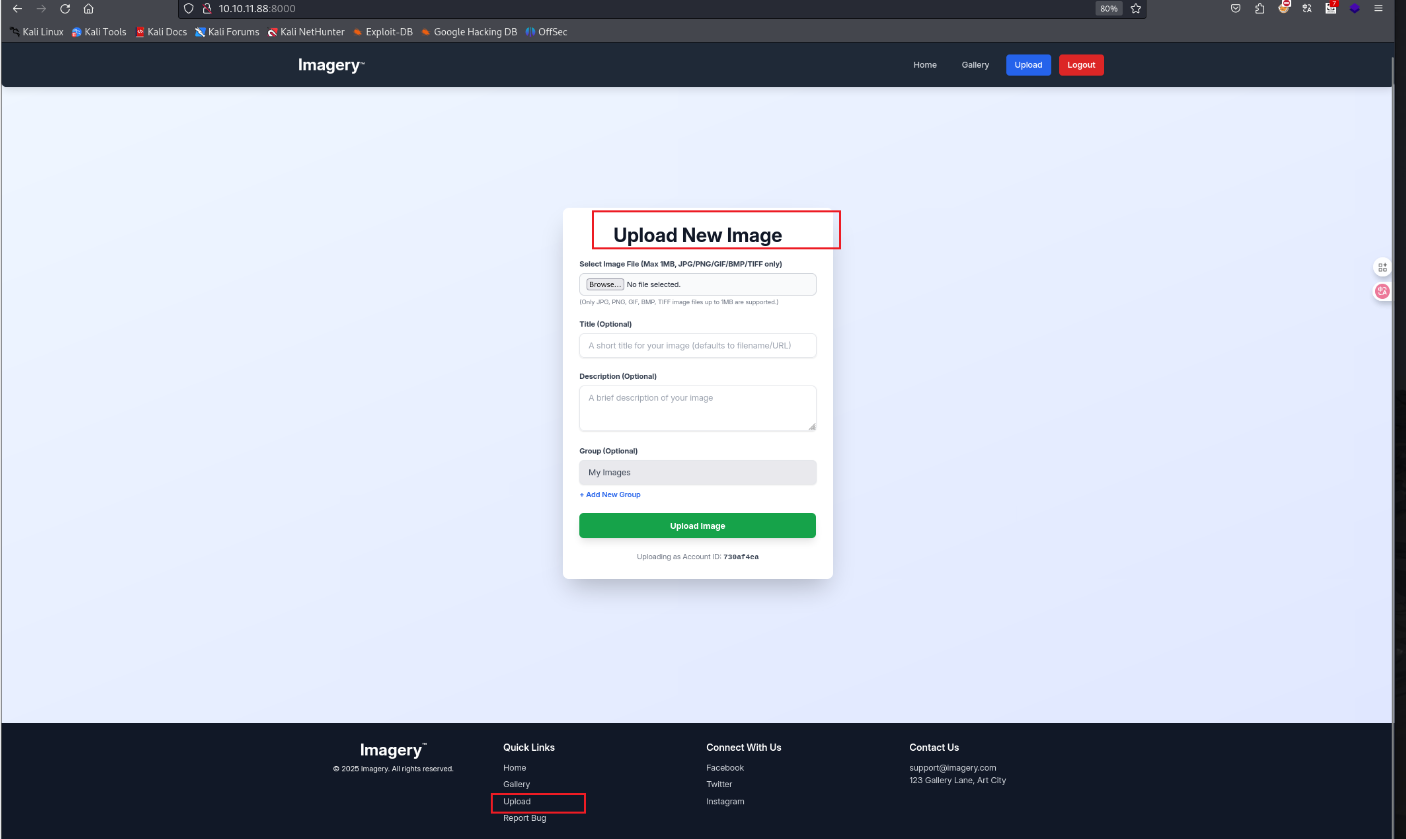 10.10.11.88:8000
80%
7
Kali Linux Kali Tools Kali Docs Kali Forums Kali NetHunter Exploit-DB Google Hacking DB OffSec
Imagery™ Home Gallery Upload Logout
Upload New Image
Select Image File (Max 1MB, JPG/PNG/GIF/BMP/TIFF only)
Browse... No file selected.
(Only JPG, PNG, GIF, BMP, TIFF image files up to 1MB are supported.)
Title (Optional)
A short title for your image (defaults to filename/URL)
Description (Optional)
A brief description of your image
Group (Optional)
My Images
+ Add New Group
Upload Image
Uploading as Account ID: 730af4ea
Imagery™
© 2025 Imagery. All rights reserved.
Quick Links
Home
Gallery
Upload
Report Bug
Connect With Us
Facebook
Twitter
Instagram
Contact Us
support@imagery.com
123 Gallery Lane, Art City